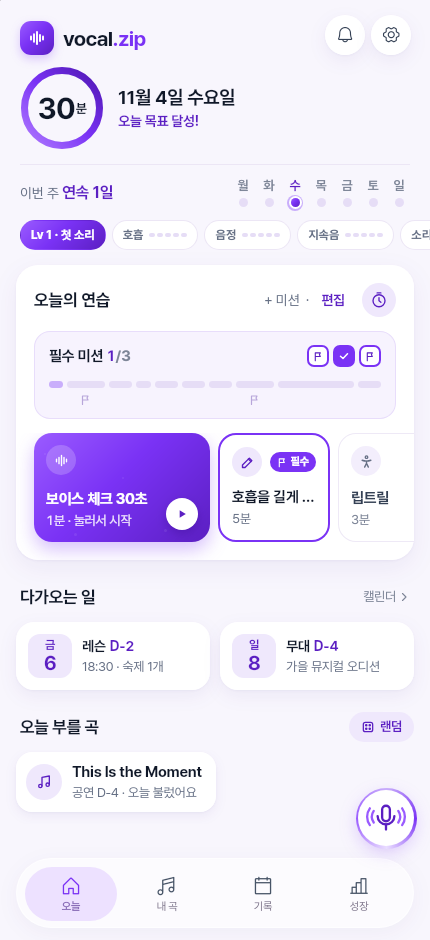 vocal.zip
30분
11월 4일 수요일
오늘 목표 달성!
이번 주 연속 1일
월 화 수 목 금 토 일
Lv 1 · 첫 소리 호흡 음정 지속음 소리
오늘의 연습
+ 미션 · 편집
필수 미션 1/3
보이스 체크 30초
1분 · 눌러서 시작
필수
호흡을 길게 ...
5분
립트릴
3분
다가오는 일
캘린더 >
금
6
레슨 D-2
18:30 · 숙제 1개
일
8
무대 D-4
가을 뮤지컬 오디션
오늘 부를 곡
랜덤
This Is the Moment
공연 D-4 · 오늘 불렀어요
오늘 내 곡 기록 성장